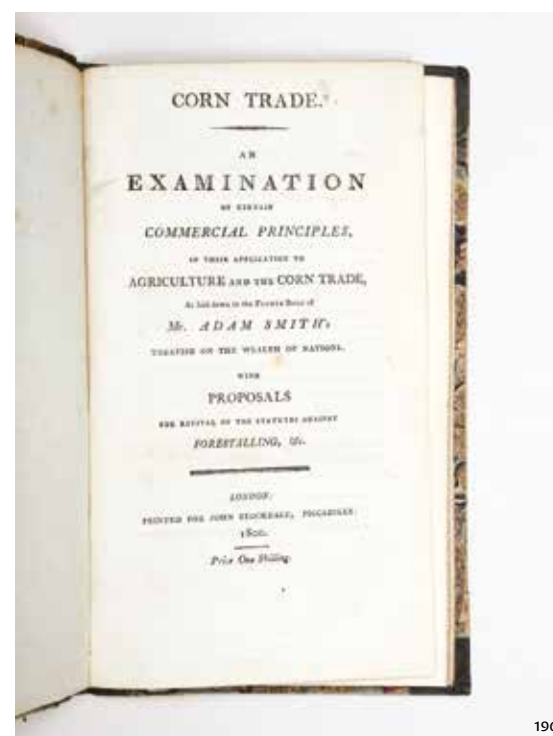 CORN TRADE.
AN
EXAMINATION
OF CERTAIN
COMMERCIAL PRINCIPLES,
IN THEIR APPLICATION TO
AGRICULTURE AND THE CORN TRADE,
As laid down in the Fourth Book of
Mr. ADAM SMITH's
TREATISE ON THE WEALTH OF NATIONS.
WITH
PROPOSALS
FOR REVIVAL OF THE STATUTES AGAINST
FORESTALLING, &c.
LONDON:
PRINTED FOR JOHN STOCKDALE, PICCADILLY.
1800.
Price One Shilling.
190